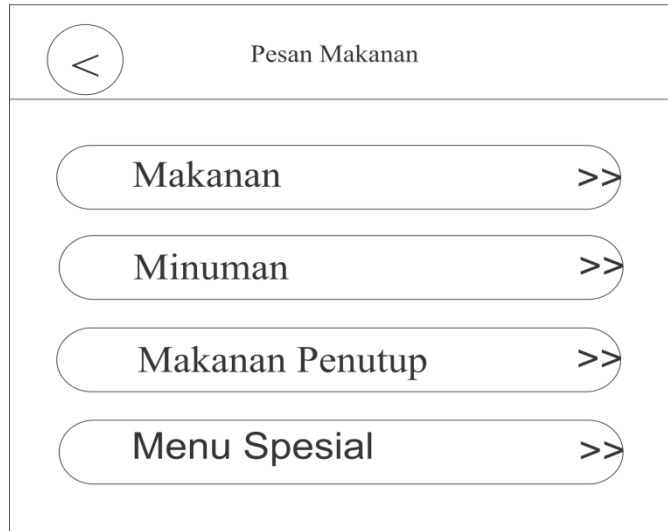 < Pesan Makanan
Makanan >>
Minuman >>
Makanan Penutup >>
Menu Spesial >>